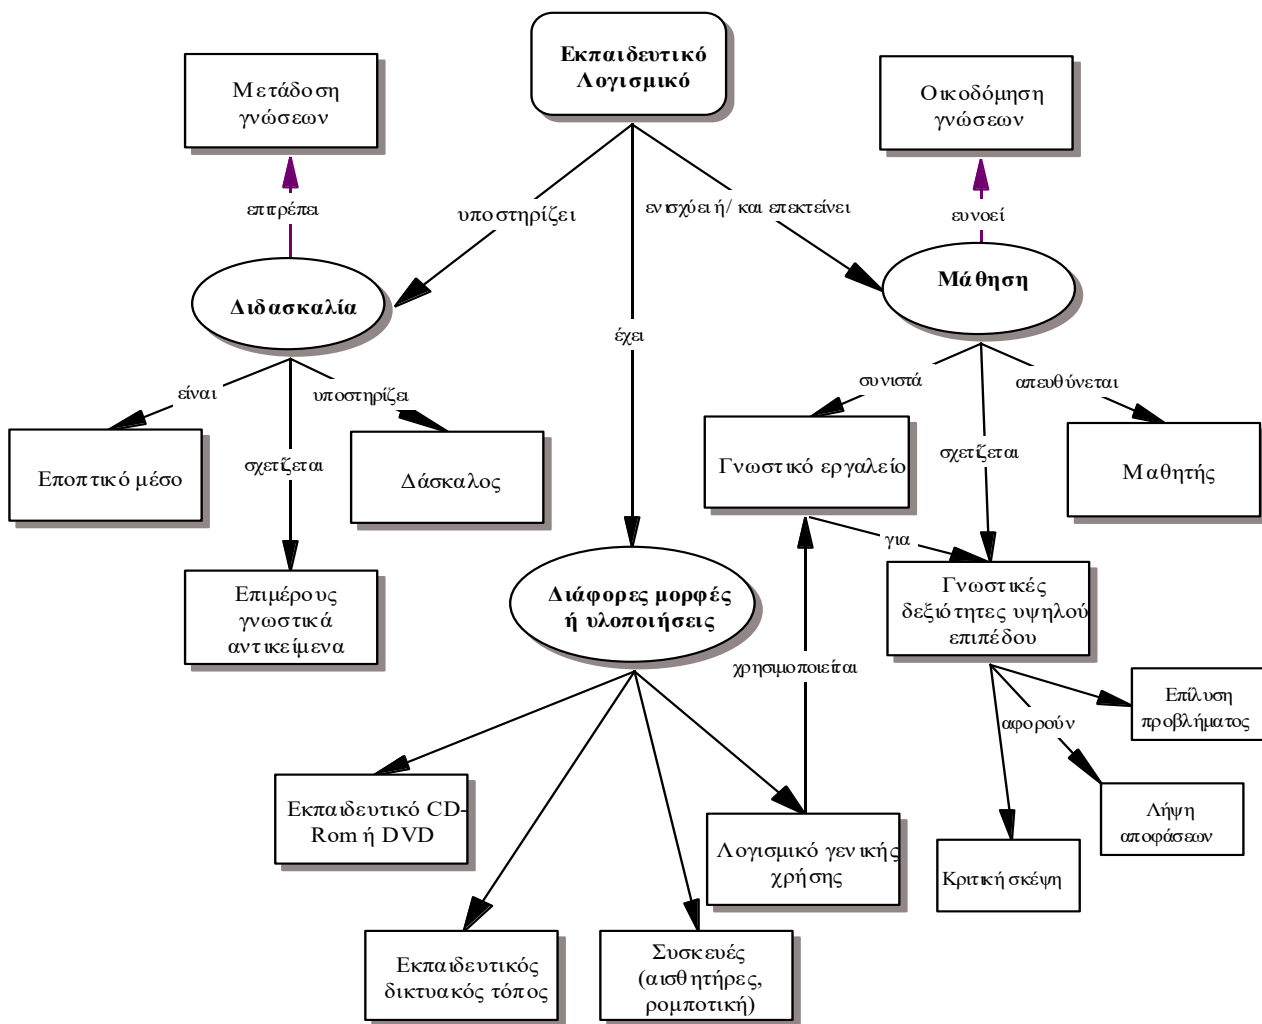 Εκπαιδευτικό
Λογισμικό
Μετάδοση
γνώσεων
Οικοδόμηση
γνώσεων
επιτρέπει
υποστηρίζει
ενισχύει ή/ και επεκτείνει
ευνοεί
Διδασκαλία
Μάθηση
έχει
είναι
υποστηρίζει
συνιστά
απευθύνεται
Εποπτικό μέσο
σχετίζεται
Δάσκαλος
Γνωστικό εργαλείο
σχετίζεται
Μαθητής
για
Επιμέρους
γνωστικά
αντικείμενα
Διάφορες μορφές
ή υλοποιήσεις
Γνωστικές
δεξιότητες υψηλού
επιπέδου
χρησιμοποιείται
αφορούν
Επίλυση
προβλήματος
Εκπαιδευτικό CD-
Rom ή DVD
Λογισμικό γενικής
χρήσης
Λήψη
αποφάσεων
Κριτική σκέψη
Εκπαιδευτικός
δικτυακός τόπος
Συσκευές
(αισθητήρες,
ρομποτική)